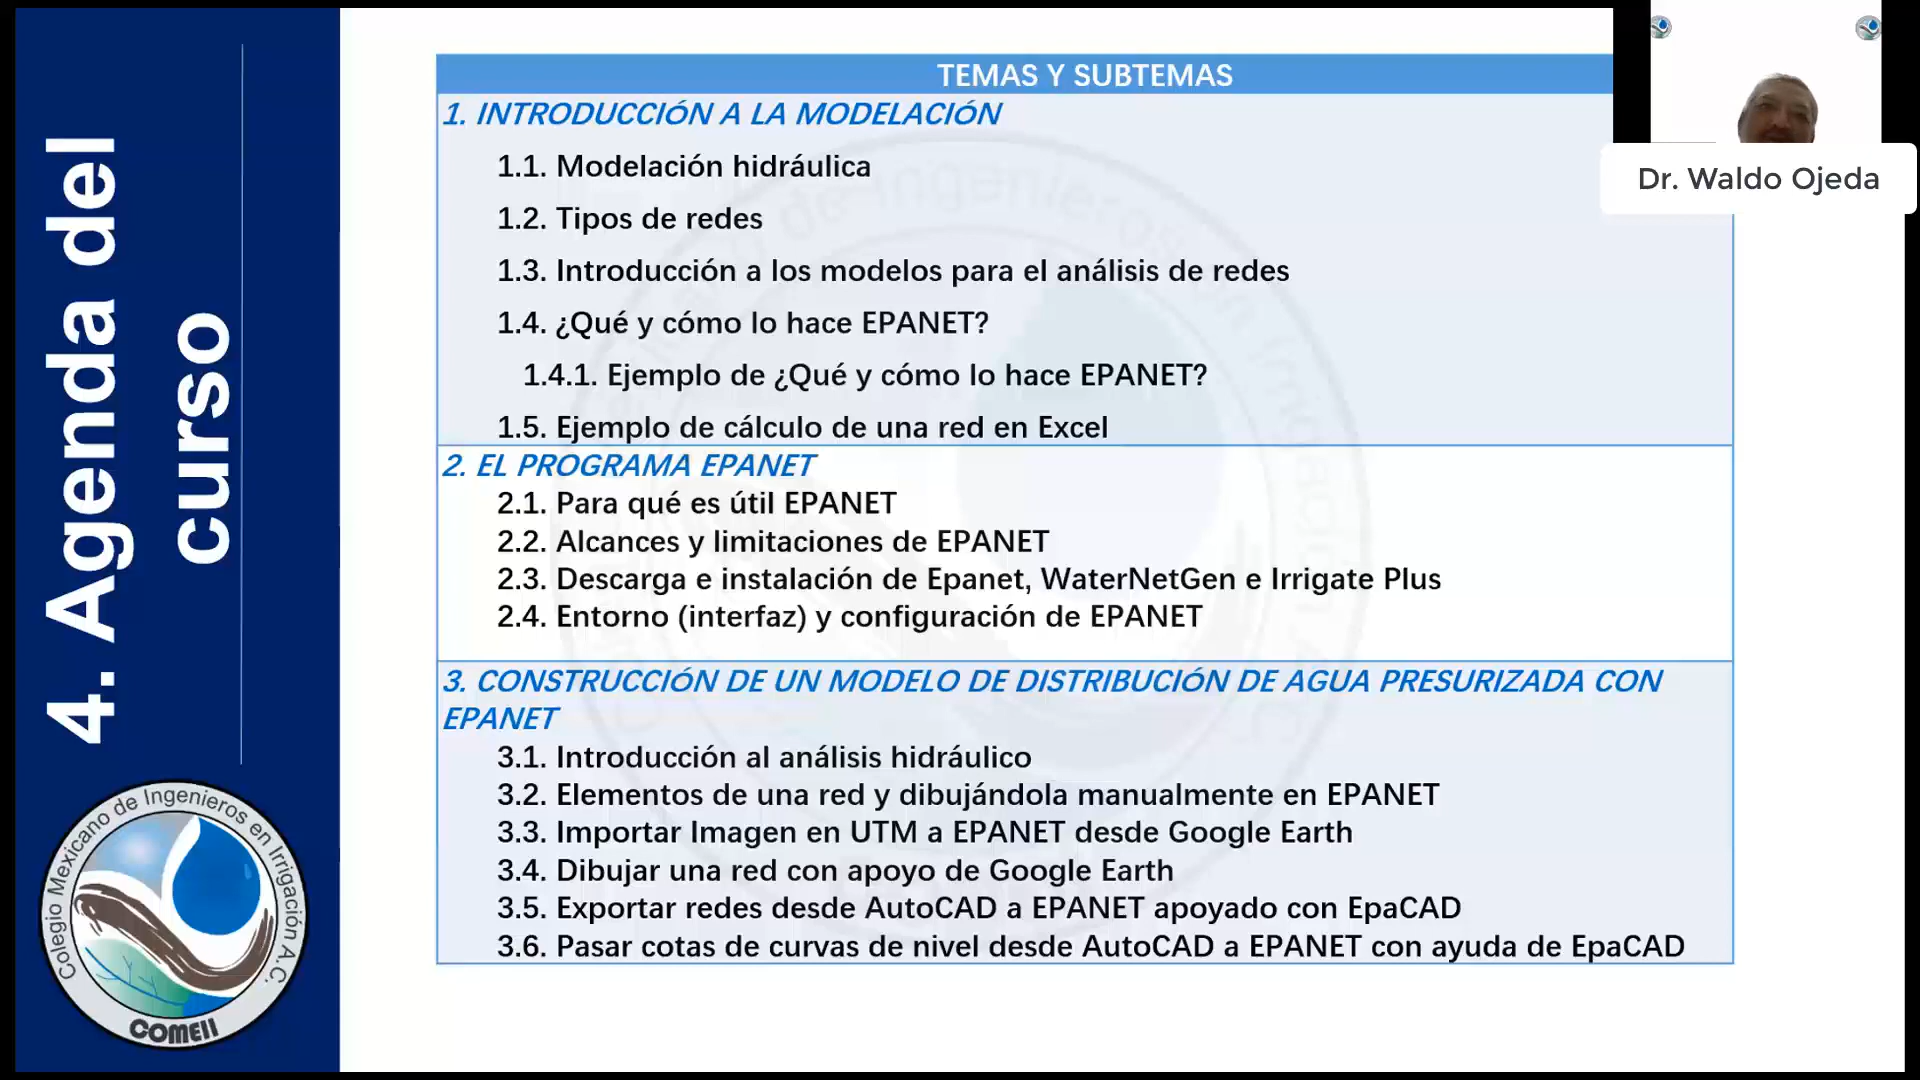 4. Agenda del
curso
TEMAS Y SUBTEMAS
1. INTRODUCCIÓN A LA MODELACIÓN
1.1. Modelación hidráulica
1.2. Tipos de redes
1.3. Introducción a los modelos para el análisis de redes
1.4. ¿Qué y cómo lo hace EPANET?
1.4.1. Ejemplo de ¿Qué y cómo lo hace EPANET?
1.5. Ejemplo de cálculo de una red en Excel
2. EL PROGRAMA EPANET
2.1. Para qué es útil EPANET
2.2. Alcances y limitaciones de EPANET
2.3. Descarga e instalación de Epanet, WaterNetGen e Irrigate Plus
2.4. Entorno (interfaz) y configuración de EPANET
3. CONSTRUCCIÓN DE UN MODELO DE DISTRIBUCIÓN DE AGUA PRESURIZADA CON
EPANET
3.1. Introducción al análisis hidráulico
3.2. Elementos de una red y dibujándola manualmente en EPANET
3.3. Importar Imagen en UTM a EPANET desde Google Earth
3.4. Dibujar una red con apoyo de Google Earth
3.5. Exportar redes desde AutoCAD a EPANET apoyado con EpaCAD
3.6. Pasar cotas de curvas de nivel desde AutoCAD a EPANET con ayuda de EpaCAD
Dr. Waldo Ojeda
Colegio Mexicano de Ingenieros en Irrigación A.C.
COMEII